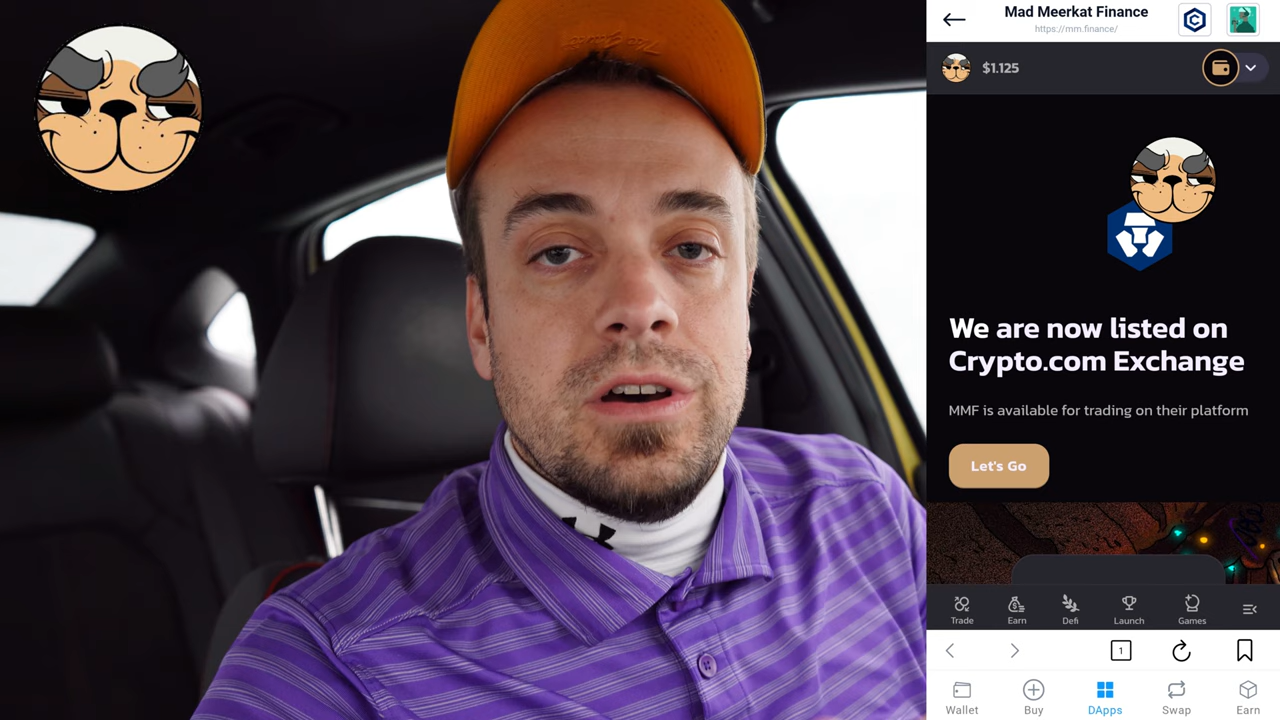 Mad Meerkat Finance
https://mm.finance/
$1.125
We are now listed on
Crypto.com Exchange
MMF is available for trading on their platform
Let's Go
Trade
Earn
Defi
Launch
Games
1
Wallet
Buy
DApps
Swap
Earn